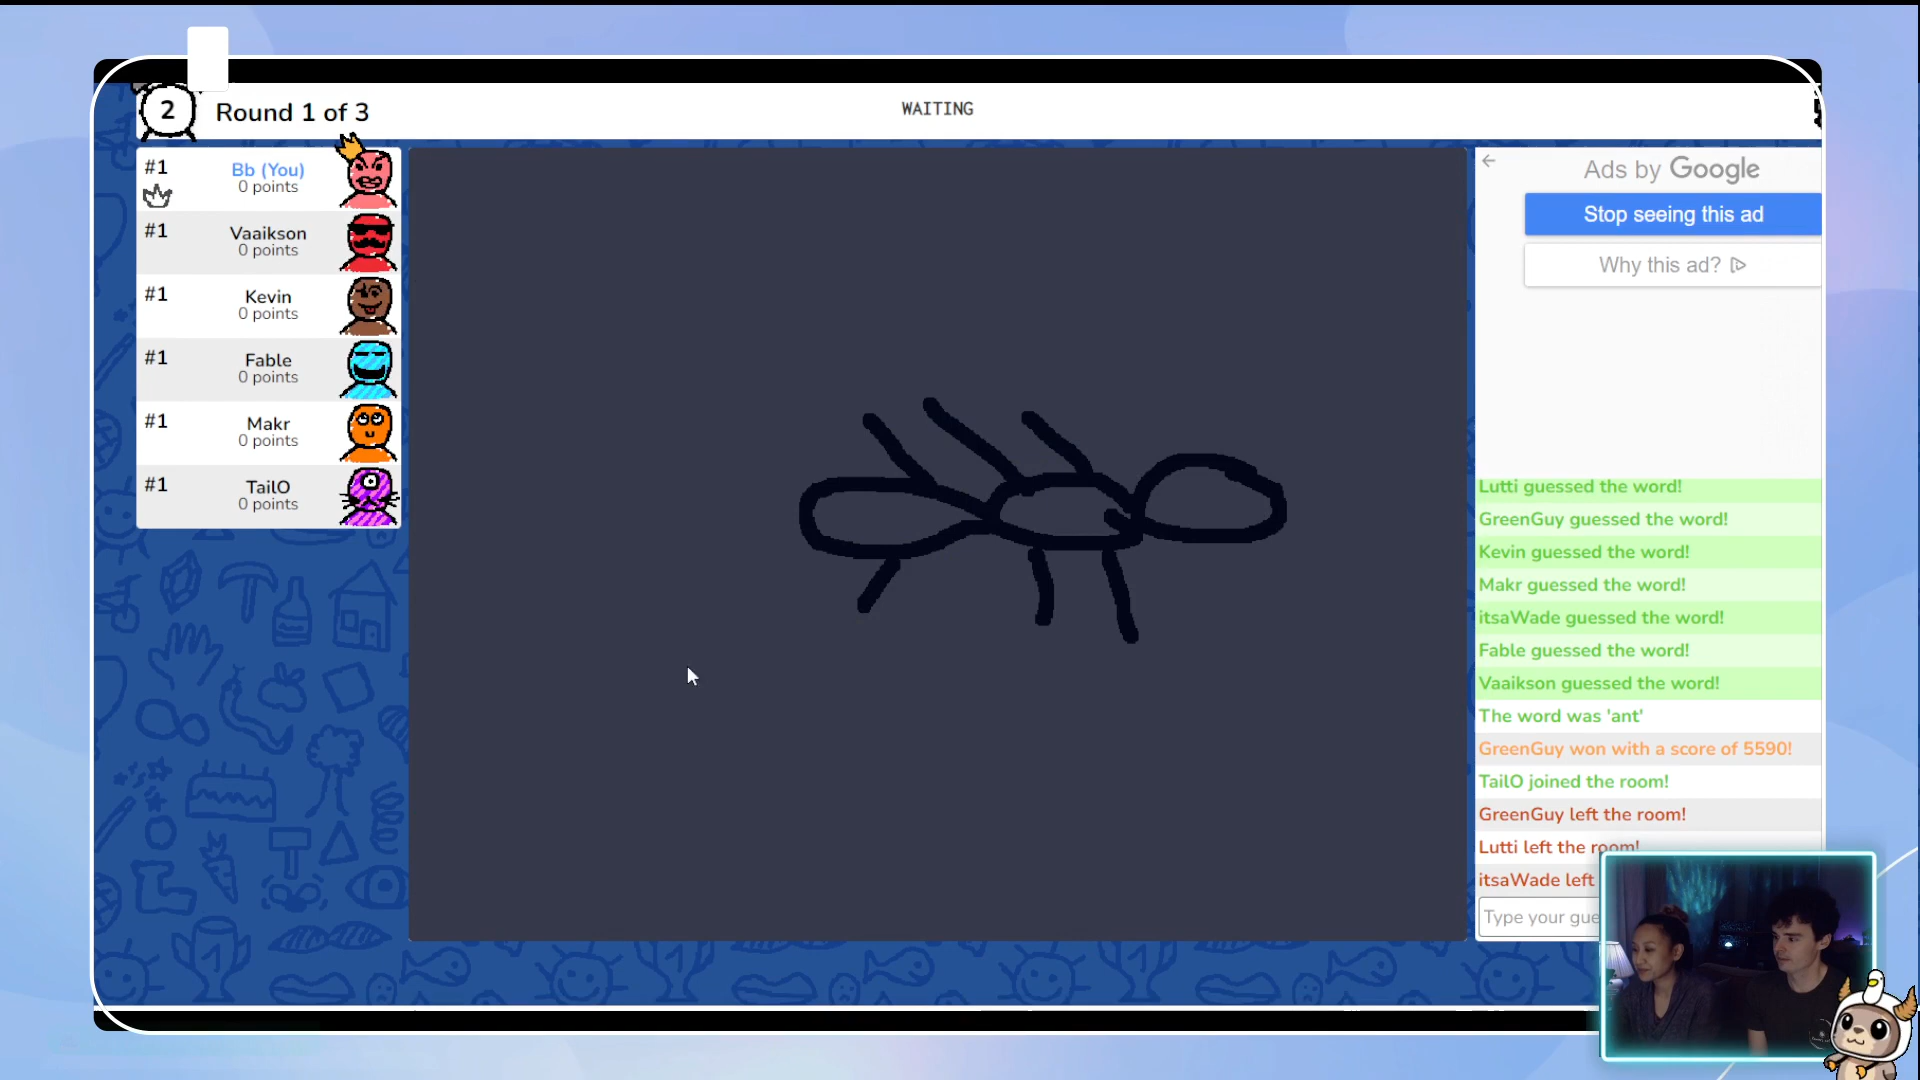 2
Round 1 of 3
WAITING
#1
Bb (You)
0 points
#1
Vaaikson
0 points
#1
Kevin
0 points
#1
Fable
0 points
#1
Makr
0 points
#1
TailO
0 points
Ads by Google
Stop seeing this ad
Why this ad?
Lutti guessed the word!
GreenGuy guessed the word!
Kevin guessed the word!
Makr guessed the word!
itsaWade guessed the word!
Fable guessed the word!
Vaaikson guessed the word!
The word was 'ant'
GreenGuy won with a score of 5590!
TailO joined the room!
GreenGuy left the room!
Lutti left the room!
itsaWade left
Type your gue